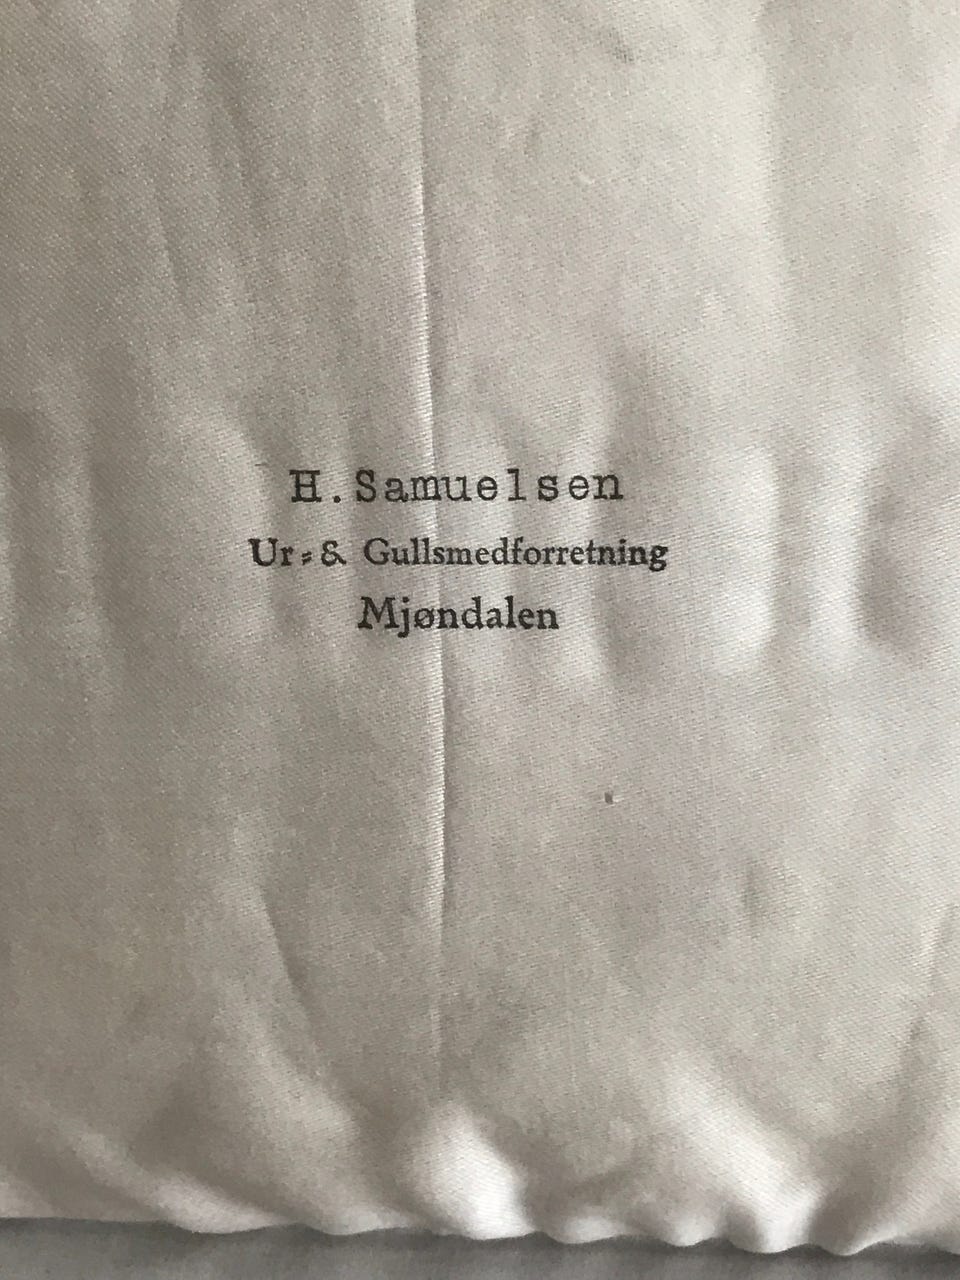 H.Samuelsen
Ur-& Gullsmedforretning
Mjøndalen